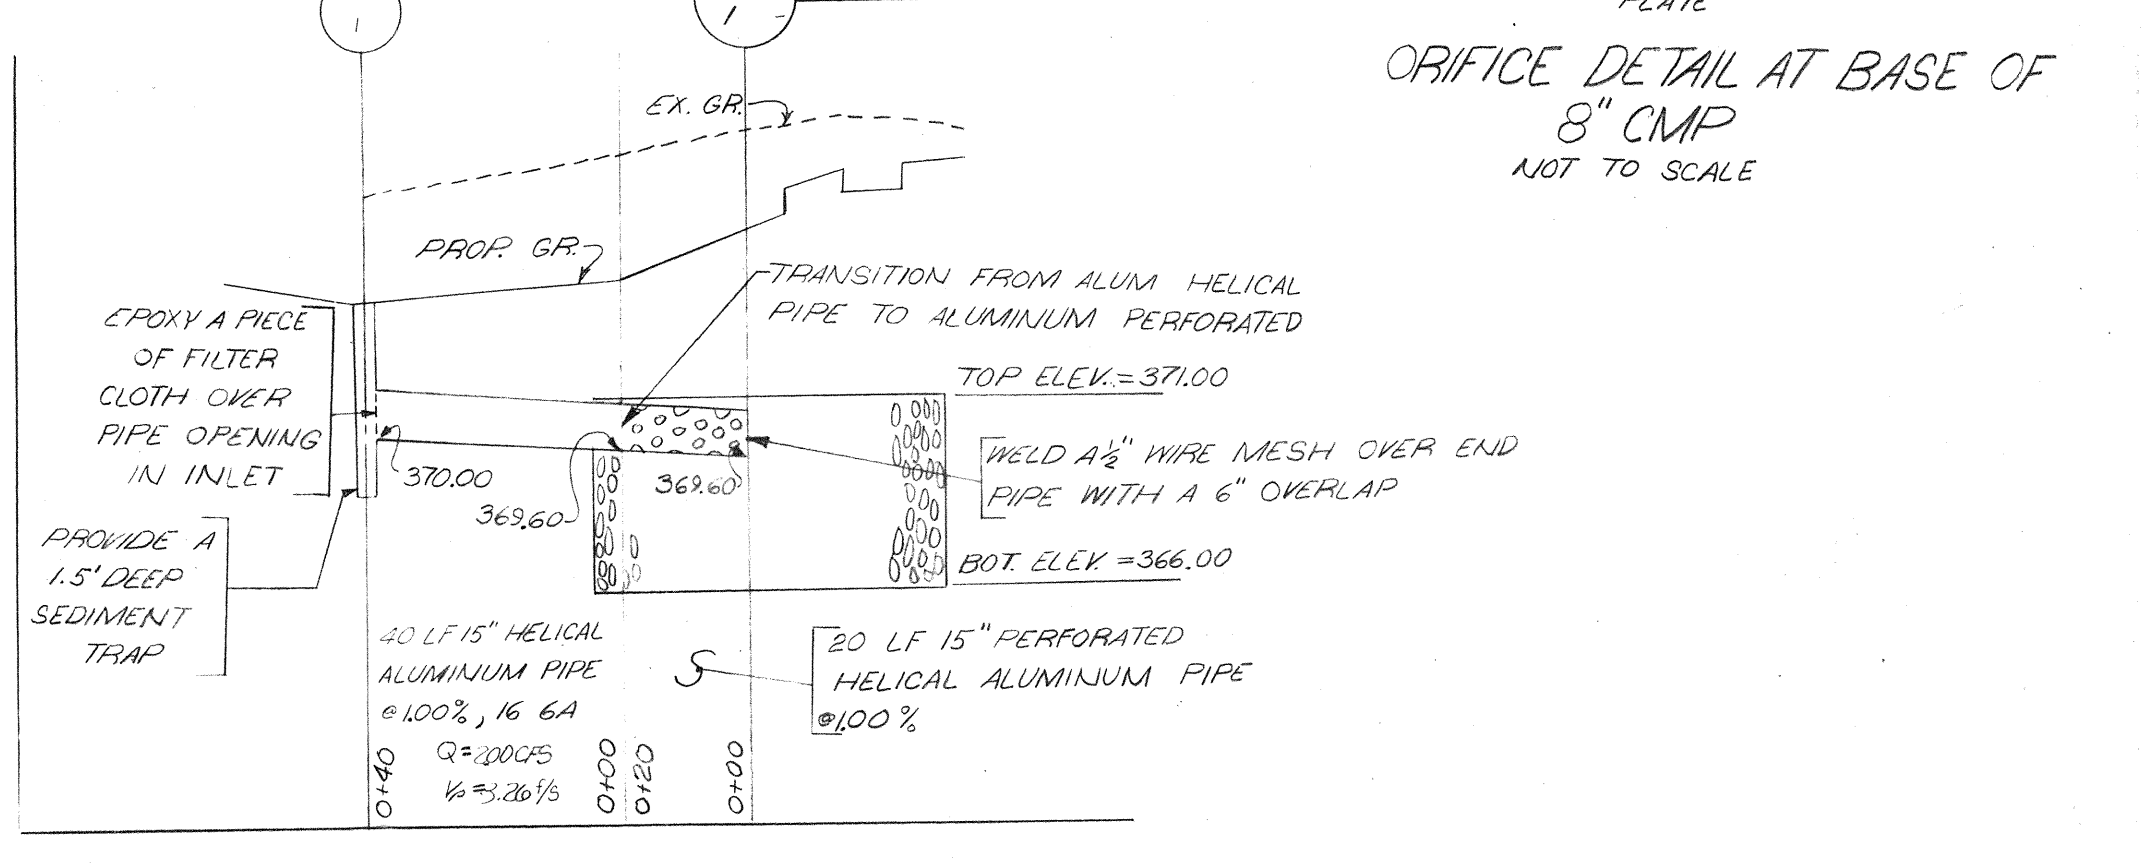 1
1
PLATE
ORIFICE DETAIL AT BASE OF
8" CMP
NOT TO SCALE
EX. GR.
PROP. GR.
TRANSITION FROM ALUM HELICAL
PIPE TO ALUMINUM PERFORATED
EPOXY A PIECE
OF FILTER
CLOTH OVER
PIPE OPENING
IN INLET
TOP ELEV. = 371.00
WELD A ½" WIRE MESH OVER END
PIPE WITH A 6" OVERLAP
370.00
369.60
369.60
PROVIDE A
1.5' DEEP
SEDIMENT
TRAP
BOT. ELEV. = 366.00
40 LF 15" HELICAL
ALUMINUM PIPE
@ 1.00%, 16 GA
Q=2.00CFS
Vp=3.26 f/s
20 LF 15" PERFORATED
HELICAL ALUMINUM PIPE
@1.00%
0+40
0+00
0+20
0+00